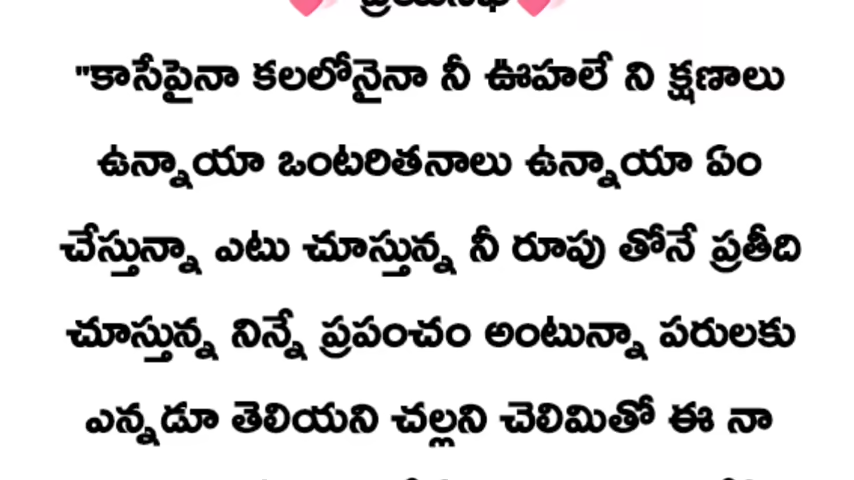 "కాసేపైనా కలలోనైనా నీ ఊహలే ని క్షణాలు
ఉన్నాయా ఒంటరితనాలు ఉన్నాయా ఏం
చేస్తున్నా ఎటు చూస్తున్న నీ రూపు తోనే ప్రతీది
చూస్తున్న నిన్నే ప్రపంచం అంటున్నా పరులకు
ఎన్నడూ తెలియని చల్లని చెలిమితో ఈ నా